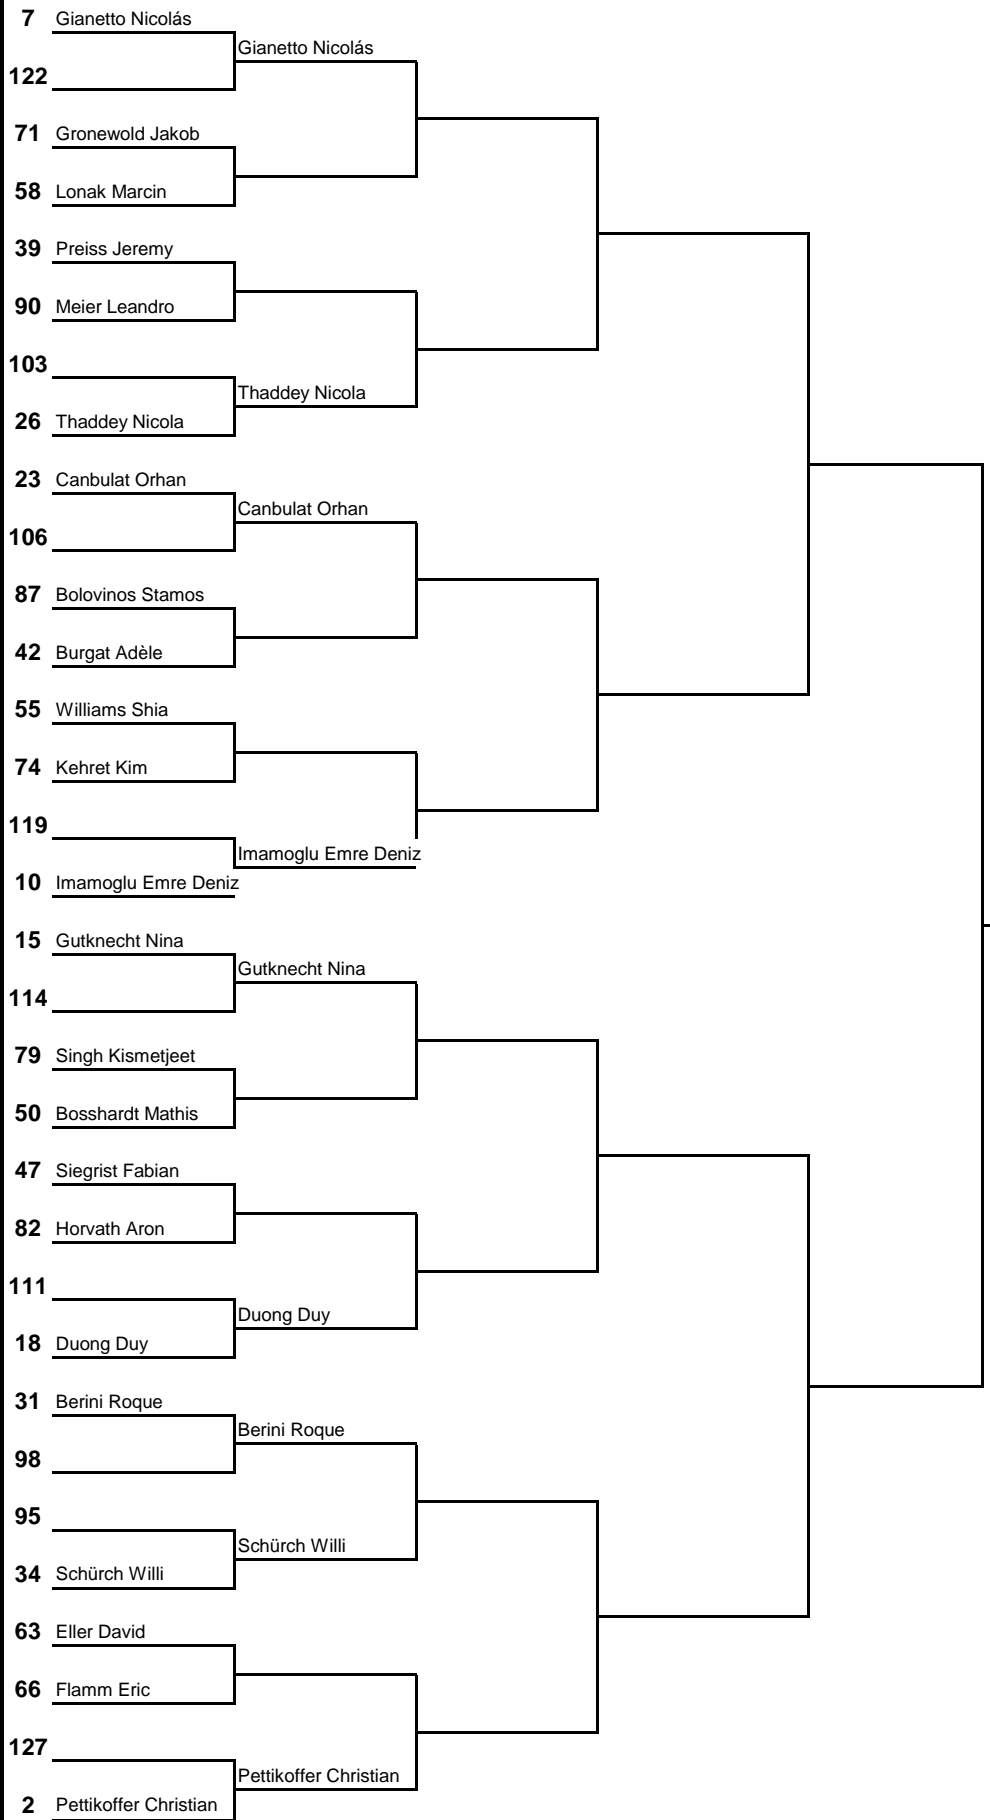 7 Gianetto Nicolás
Gianetto Nicolás
122
71 Gronewold Jakob
58 Lonak Marcin
39 Preiss Jeremy
90 Meier Leandro
103
Thaddey Nicola
26 Thaddey Nicola
23 Canbulat Orhan
Canbulat Orhan
106
87 Bolovinos Stamos
42 Burgat Adèle
55 Williams Shia
74 Kehret Kim
119
Imamoglu Emre Deniz
10 Imamoglu Emre Deniz
15 Gutknecht Nina
Gutknecht Nina
114
79 Singh Kismetjeet
50 Bosshardt Mathis
47 Siegrist Fabian
82 Horvath Aron
111
Duong Duy
18 Duong Duy
31 Berini Roque
Berini Roque
98
95
Schürch Willi
34 Schürch Willi
63 Eller David
66 Flamm Eric
127
Pettikoffer Christian
2 Pettikoffer Christian